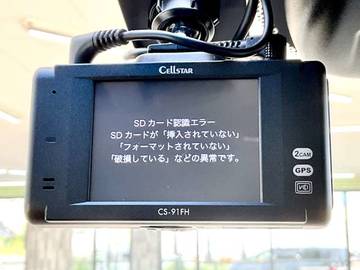 CELLSTAR
SDカード認識エラー
SDカードが「挿入されていない」
「フォーマットされていない」
「破損している」などの異常です。
2CAM
GPS
CS-91FH